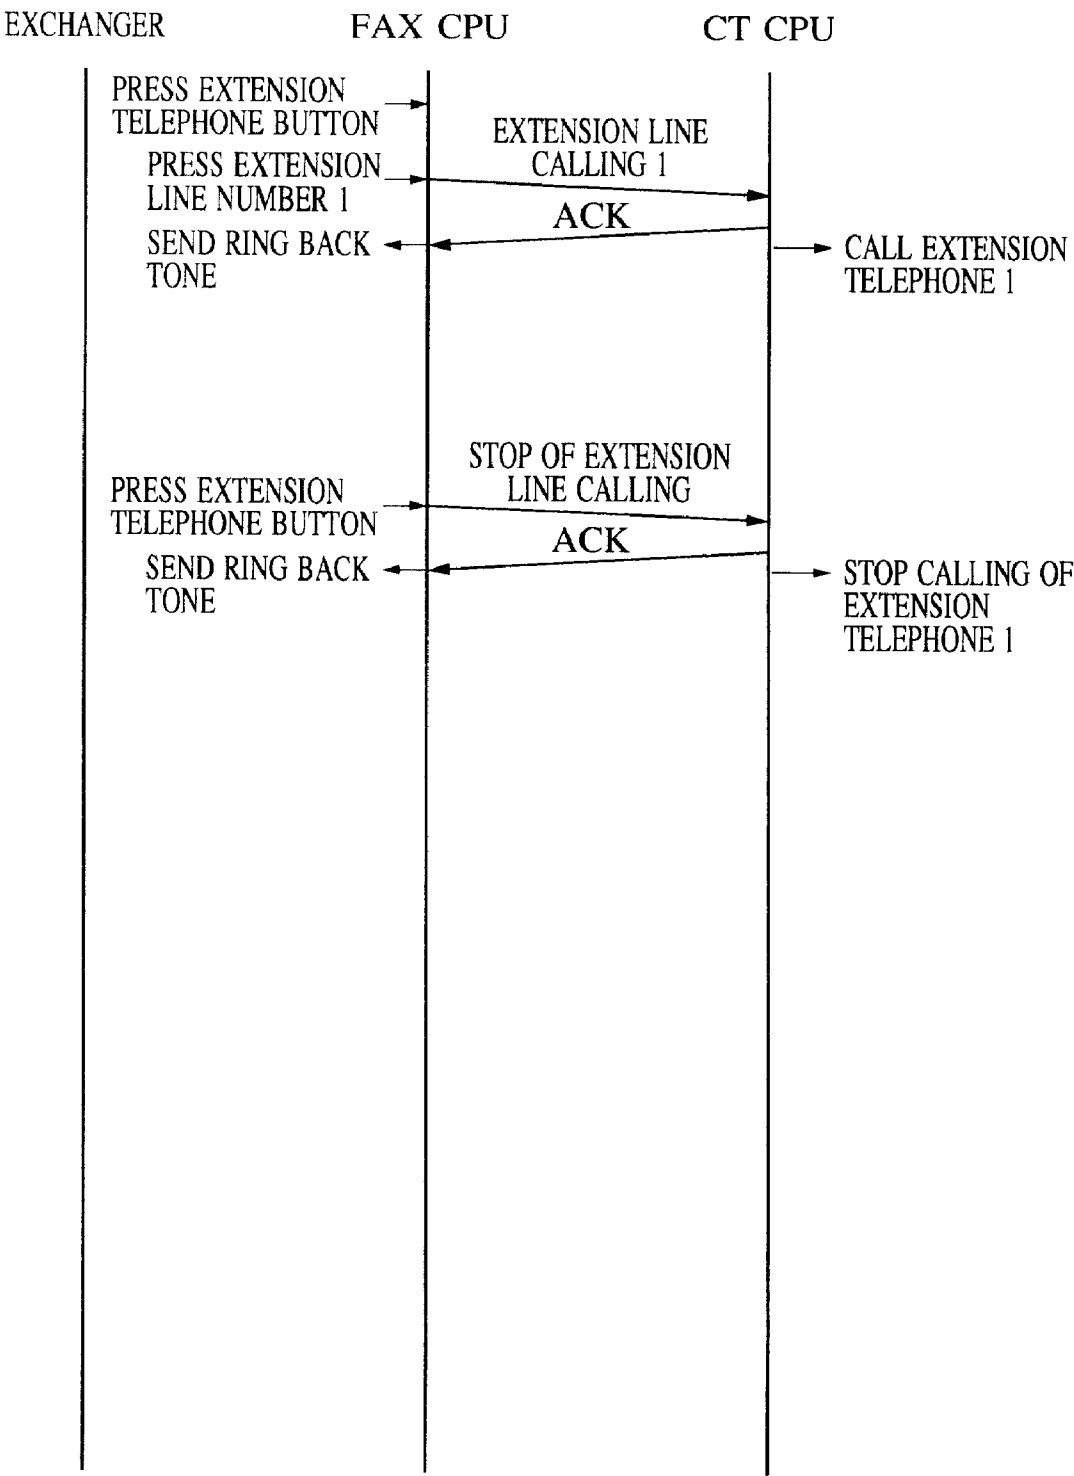 EXCHANGER FAX CPU CT CPU
PRESS EXTENSION
TELEPHONE BUTTON
EXTENSION LINE
CALLING 1
PRESS EXTENSION
LINE NUMBER 1
ACK
SEND RING BACK
TONE
CALL EXTENSION
TELEPHONE 1
STOP OF EXTENSION
LINE CALLING
PRESS EXTENSION
TELEPHONE BUTTON
ACK
SEND RING BACK
TONE
STOP CALLING OF
EXTENSION
TELEPHONE 1